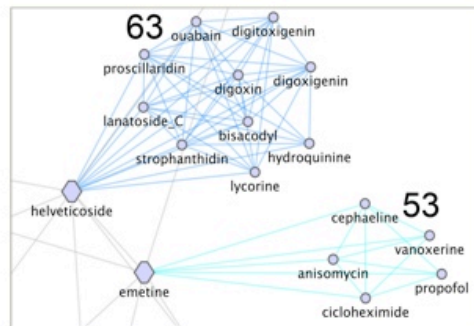 63
ouabain
digitoxigenin
proscillaridin
digoxigenin
digoxin
lanatoside_C
bisacodyl
strophanthidin
hydroquinine
lycorine
helveticoside
53
cephaeline
vanoxerine
anisomycin
propofol
emetine
cicloheximide